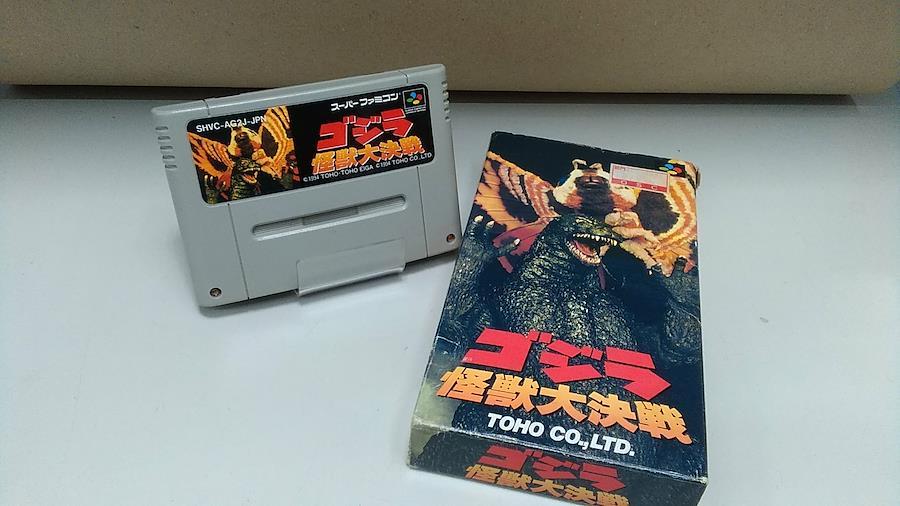 スーパーファミコン
SHVC-AG2J-JPN
ゴジラ
怪獣大決戦
©1994 TOHO・TOHO EIGA ©1994 TOHO CO.,LTD
ゴジラ
怪獣大決戦
TOHO CO.,LTD.
ゴジラ
怪獣大決戦